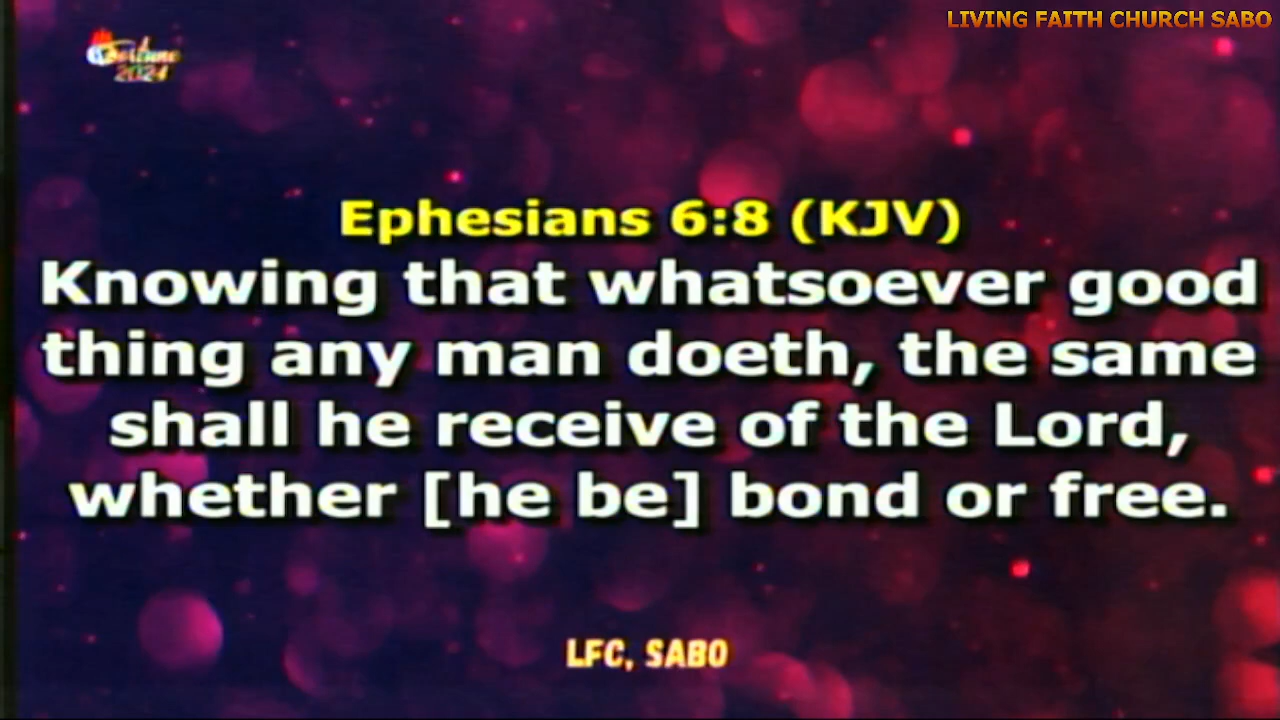 LIVING FAITH CHURCH SABO
2024
Ephesians 6:8 (KJV)
Knowing that whatsoever good
thing any man doeth, the same
shall he receive of the Lord,
whether [he be] bond or free.
LFC, SABO